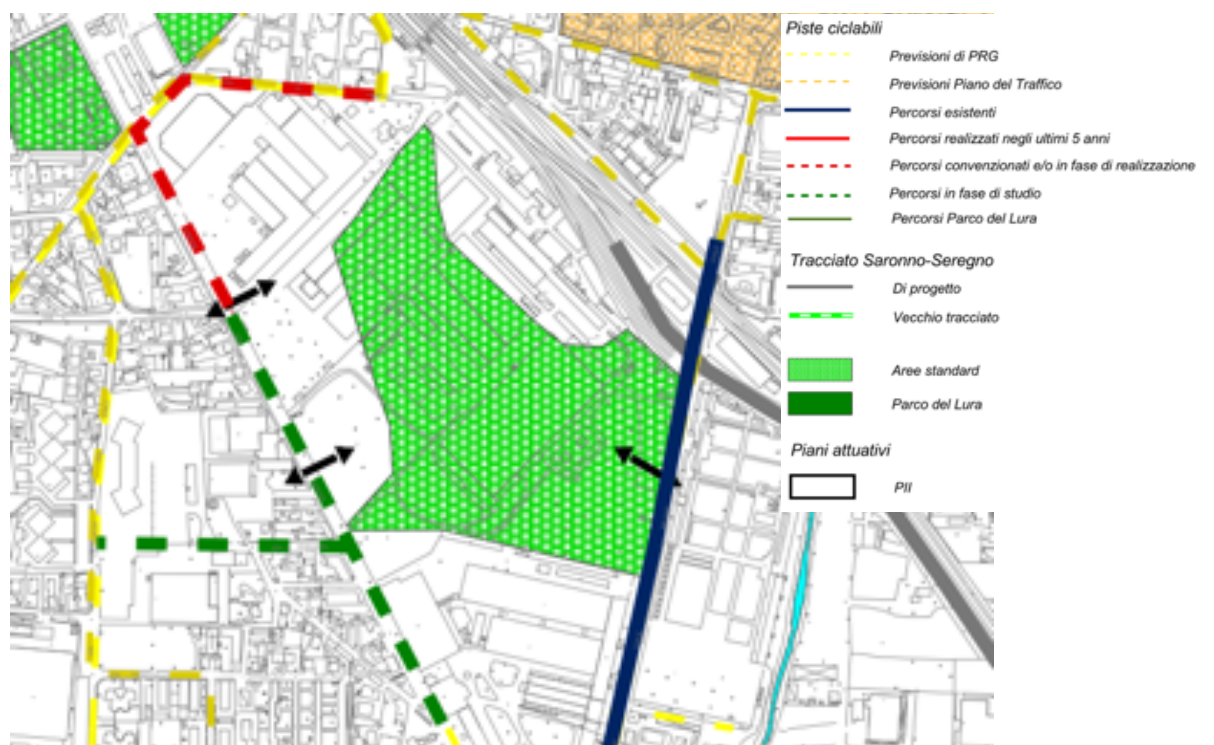 Piste ciclabili
Previsioni di PRG
Previsioni Piano del Traffico
Percorsi esistenti
Percorsi realizzati negli ultimi 5 anni
Percorsi convenzionati e/o in fase di realizzazione
Percorsi in fase di studio
Percorsi Parco del Lura
Tracciato Saronno-Seregno
Di progetto
Vecchio tracciato
Aree standard
Parco del Lura
Piani attuativi
PII